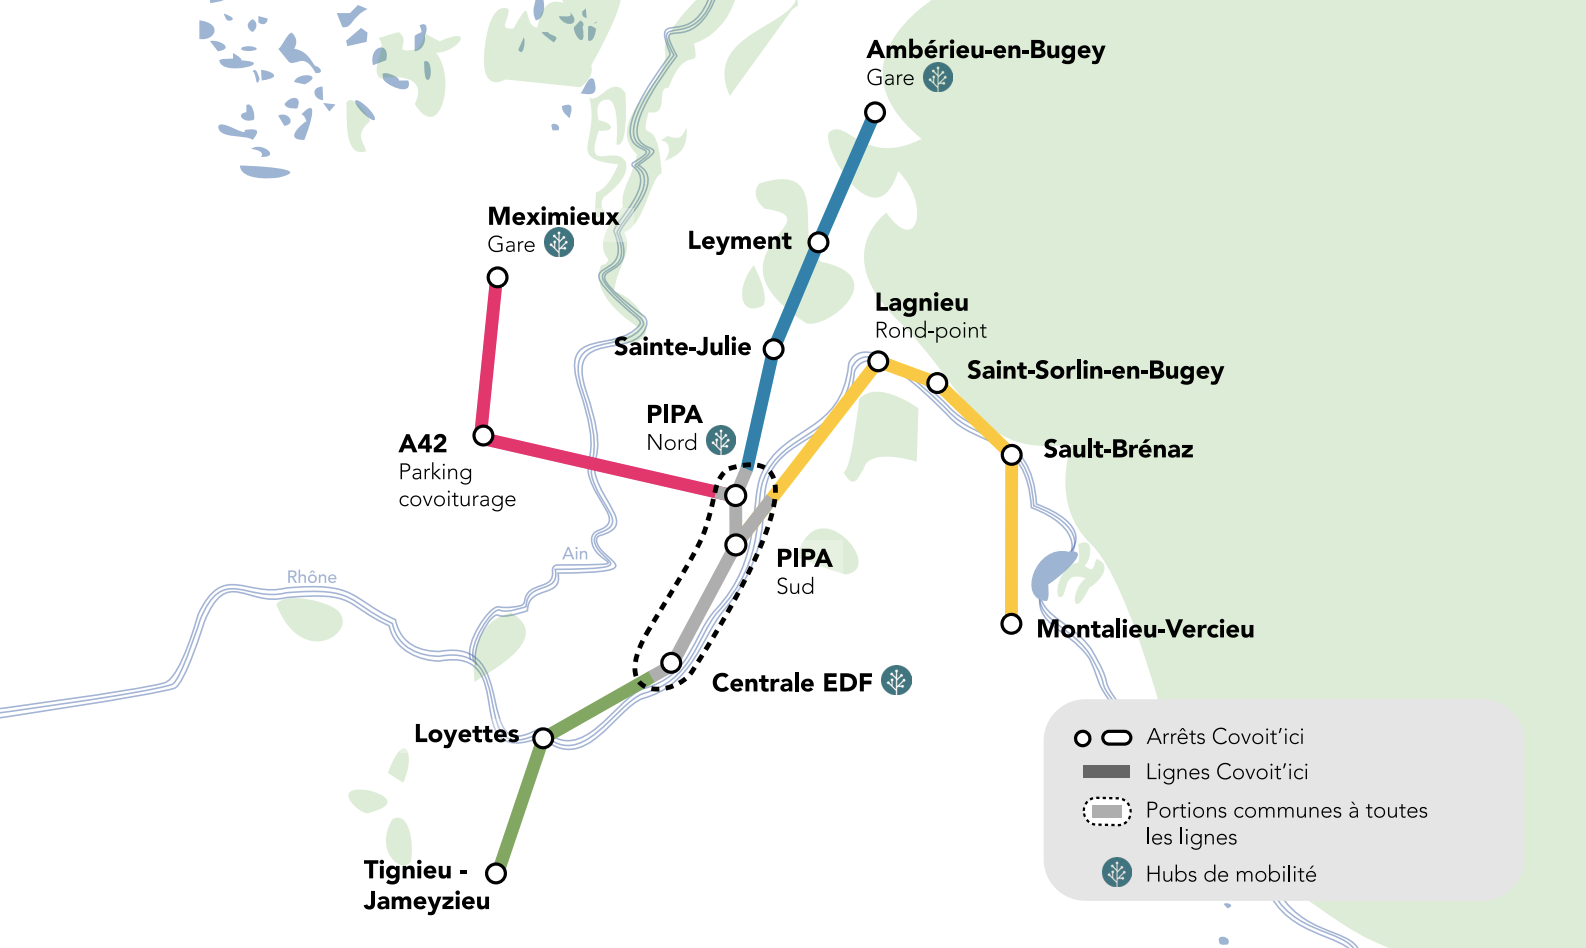 Ambérieu-en-Bugey
Gare
Meximieux
Gare
Leyment
Lagnieu
Rond-point
Sainte-Julie
Saint-Sorlin-en-Bugey
PIPA
Nord
A42
Parking
covoiturage
Sault-Brénaz
Ain
PIPA
Sud
Rhône
Montalieu-Vercieu
Centrale EDF
Loyettes
Tignieu -
Jameyzieu
Arrêts Covoit'ici
Lignes Covoit'ici
Portions communes à toutes
les lignes
Hubs de mobilité